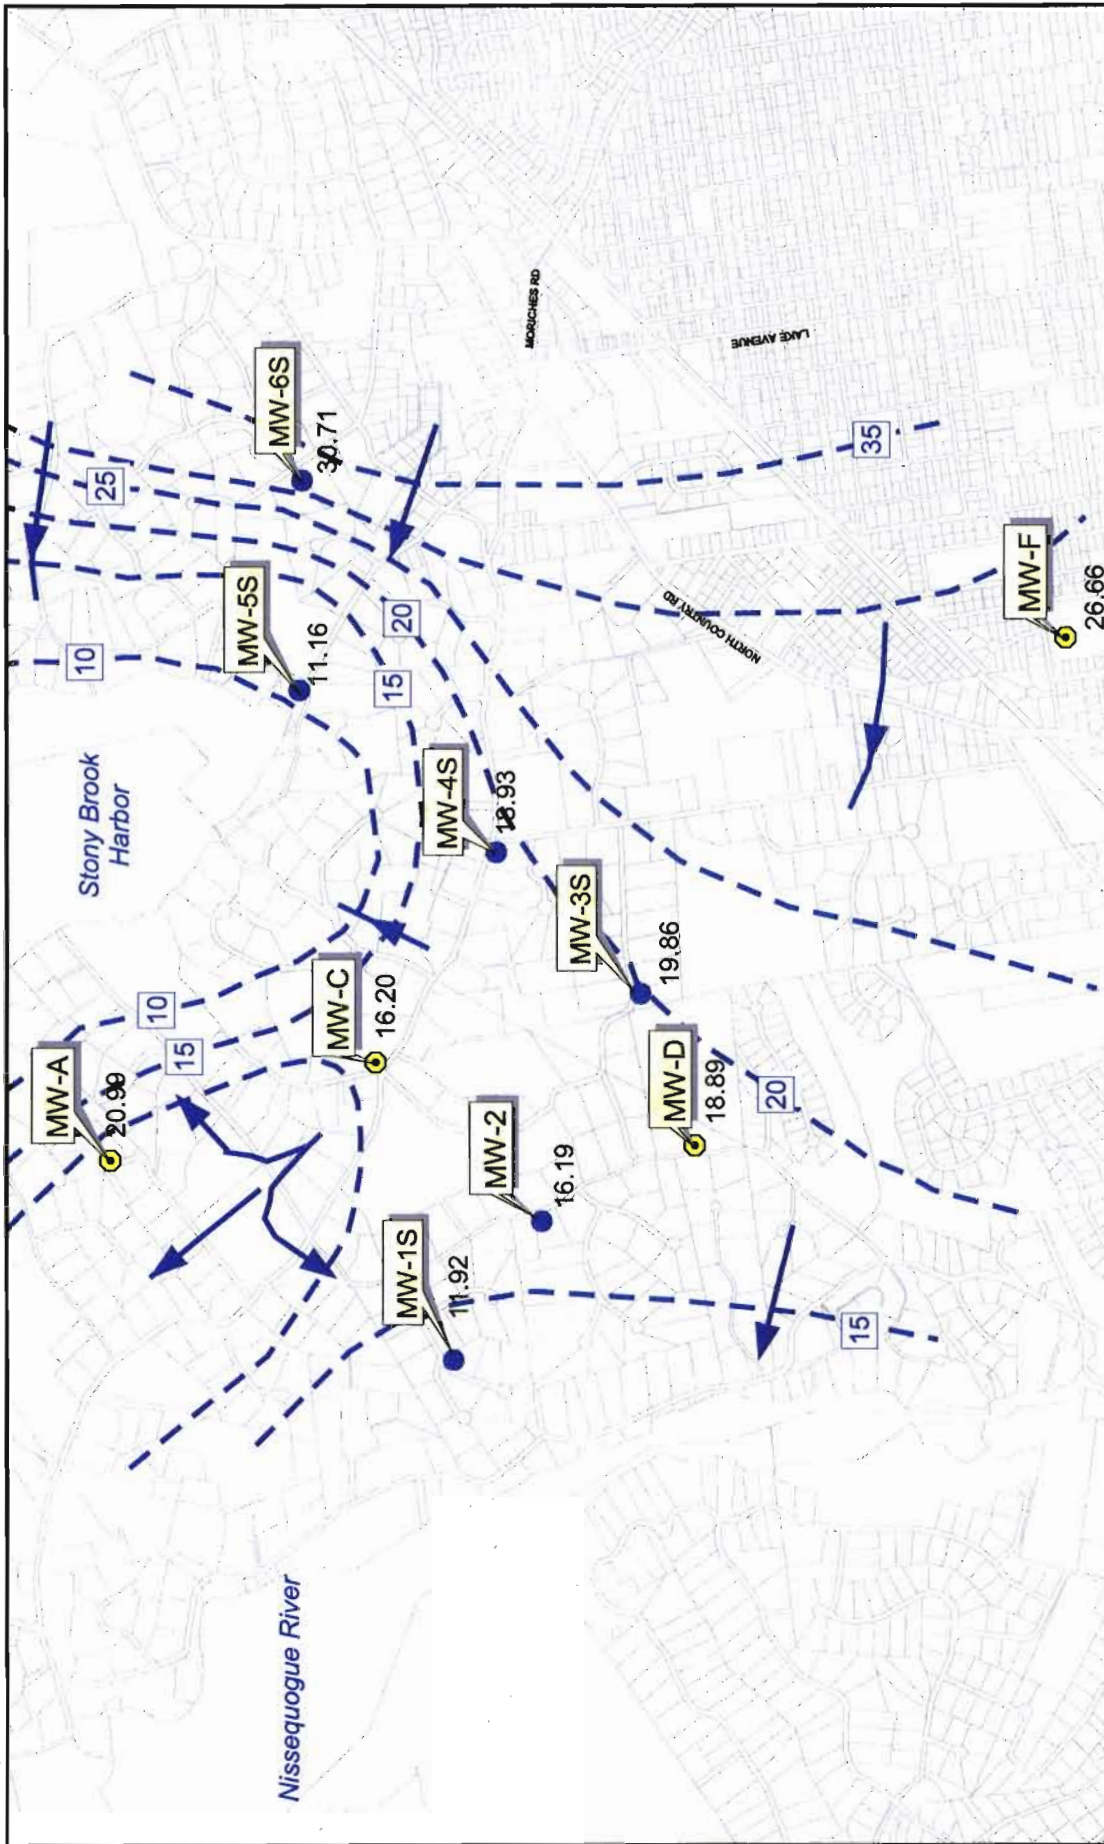 Stony Brook
Harbor
Nissequogue River
MW-A
20.99
MW-C
16.20
MW-1S
11.92
MW-2
16.19
MW-D
18.89
MW-3S
19.86
MW-4S
18.93
MW-5S
11.16
MW-6S
30.71
MW-F
26.66
10
15
10
15
20
25
35
20
15
MORICHES RD
LAKE AVENUE
NORTH COUNTRY RD